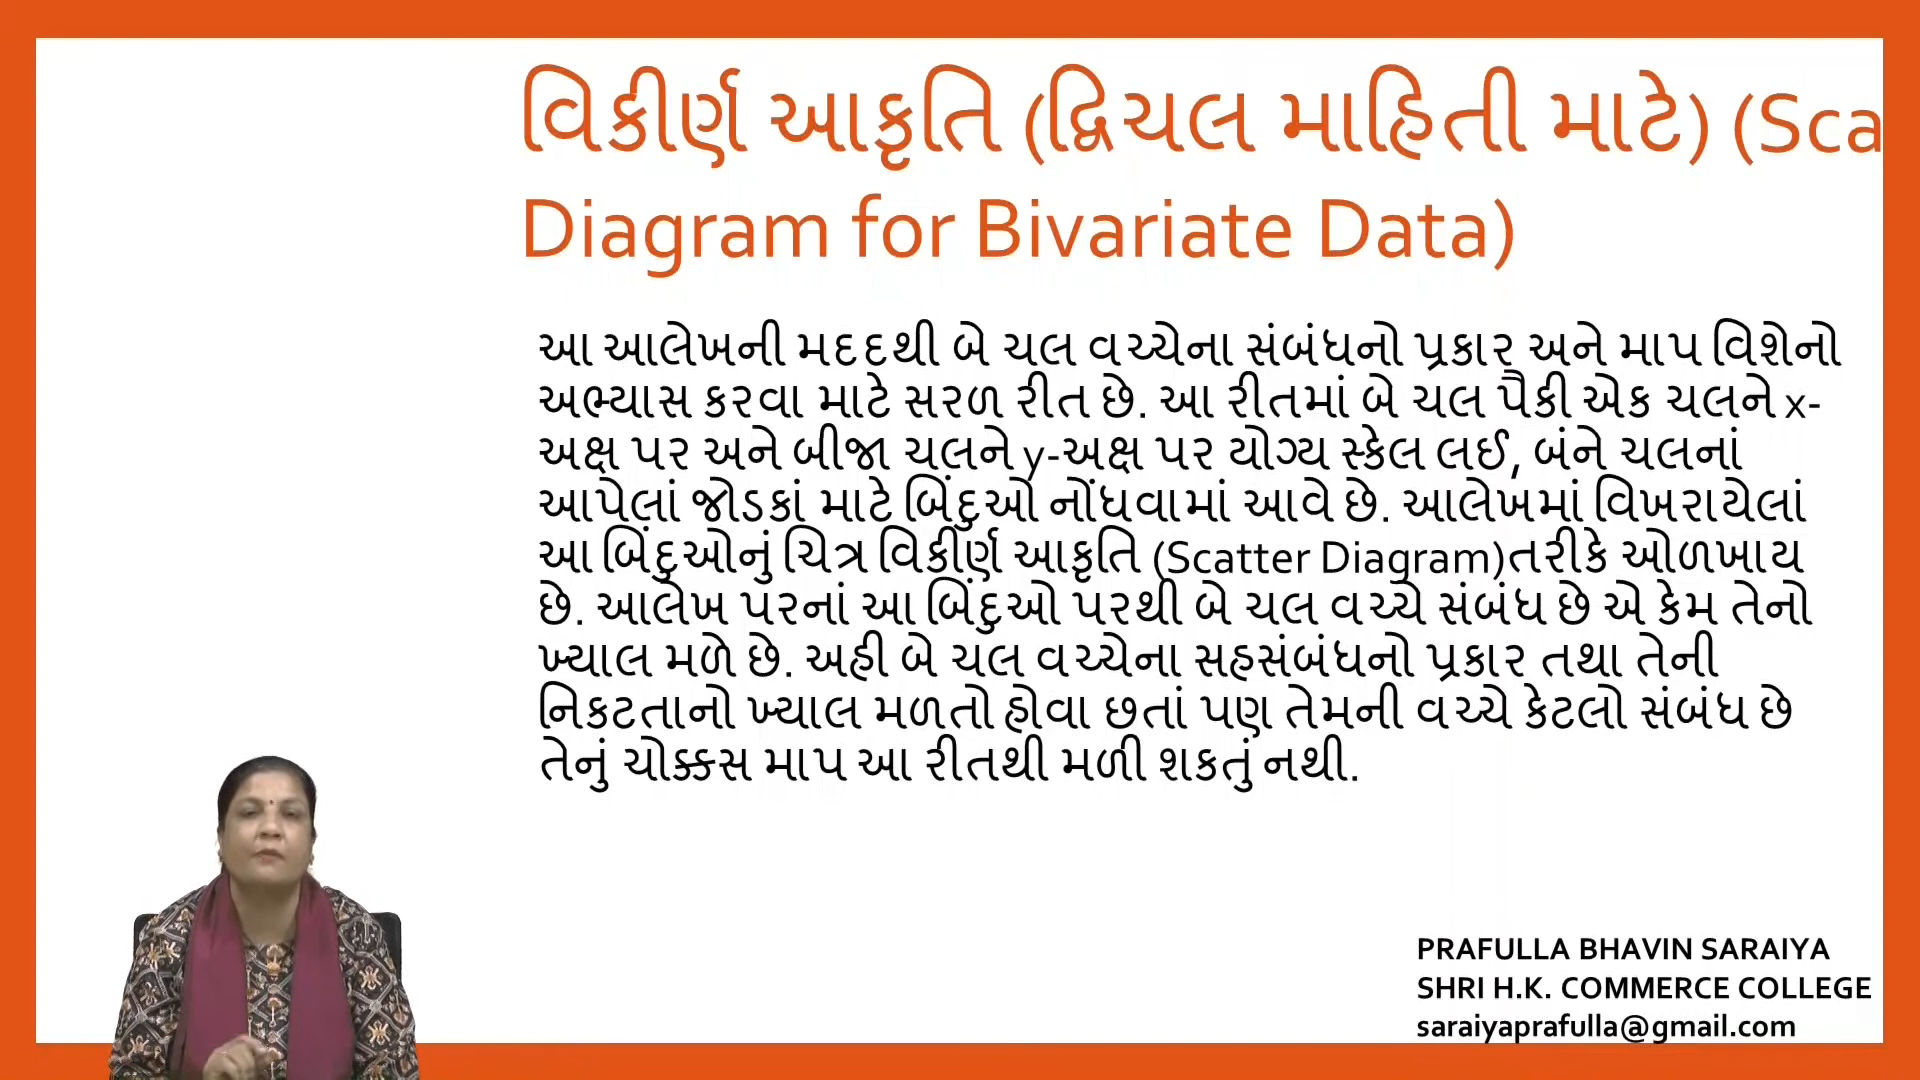 વિકીર્ણ આકૃતિ (દ્વિચલ માહિતી માટે) (Sca
Diagram for Bivariate Data)
આ આલેખની મદદથી બે ચલ વચ્ચેના સંબંધનો પ્રકાર અને માપ વિશેનો
અભ્યાસ કરવા માટે સરળ રીત છે. આ રીતમાં બે ચલ પૈકી એક ચલને x-
અક્ષ પર અને બીજા ચલને y-અક્ષ પર યોગ્ય સ્કેલ લઈ, બંને ચલનાં
આપેલાં જોડકાં માટે બિંદુઓ નોંધવામાં આવે છે. આલેખમાં વિખરાયેલાં
આ બિંદુઓનું ચિત્ર વિકીર્ણ આકૃતિ (Scatter Diagram)તરીકે ઓળખાય
છે. આલેખ પરનાં આ બિંદુઓ પરથી બે ચલ વચ્ચે સંબંધ છે એ કેમ તેનો
ખ્યાલ મળે છે. અહી બે ચલ વચ્ચેના સહસંબંધનો પ્રકાર તથા તેની
નિકટતાનો ખ્યાલ મળતો હોવા છતાં પણ તેમની વચ્ચે કેટલો સંબંધ છે
તેનું ચોક્કસ માપ આ રીતથી મળી શકતું નથી.
PRAFULLA BHAVIN SARAIYA
SHRI H.K. COMMERCE COLLEGE
saraiyaprafulla@gmail.com